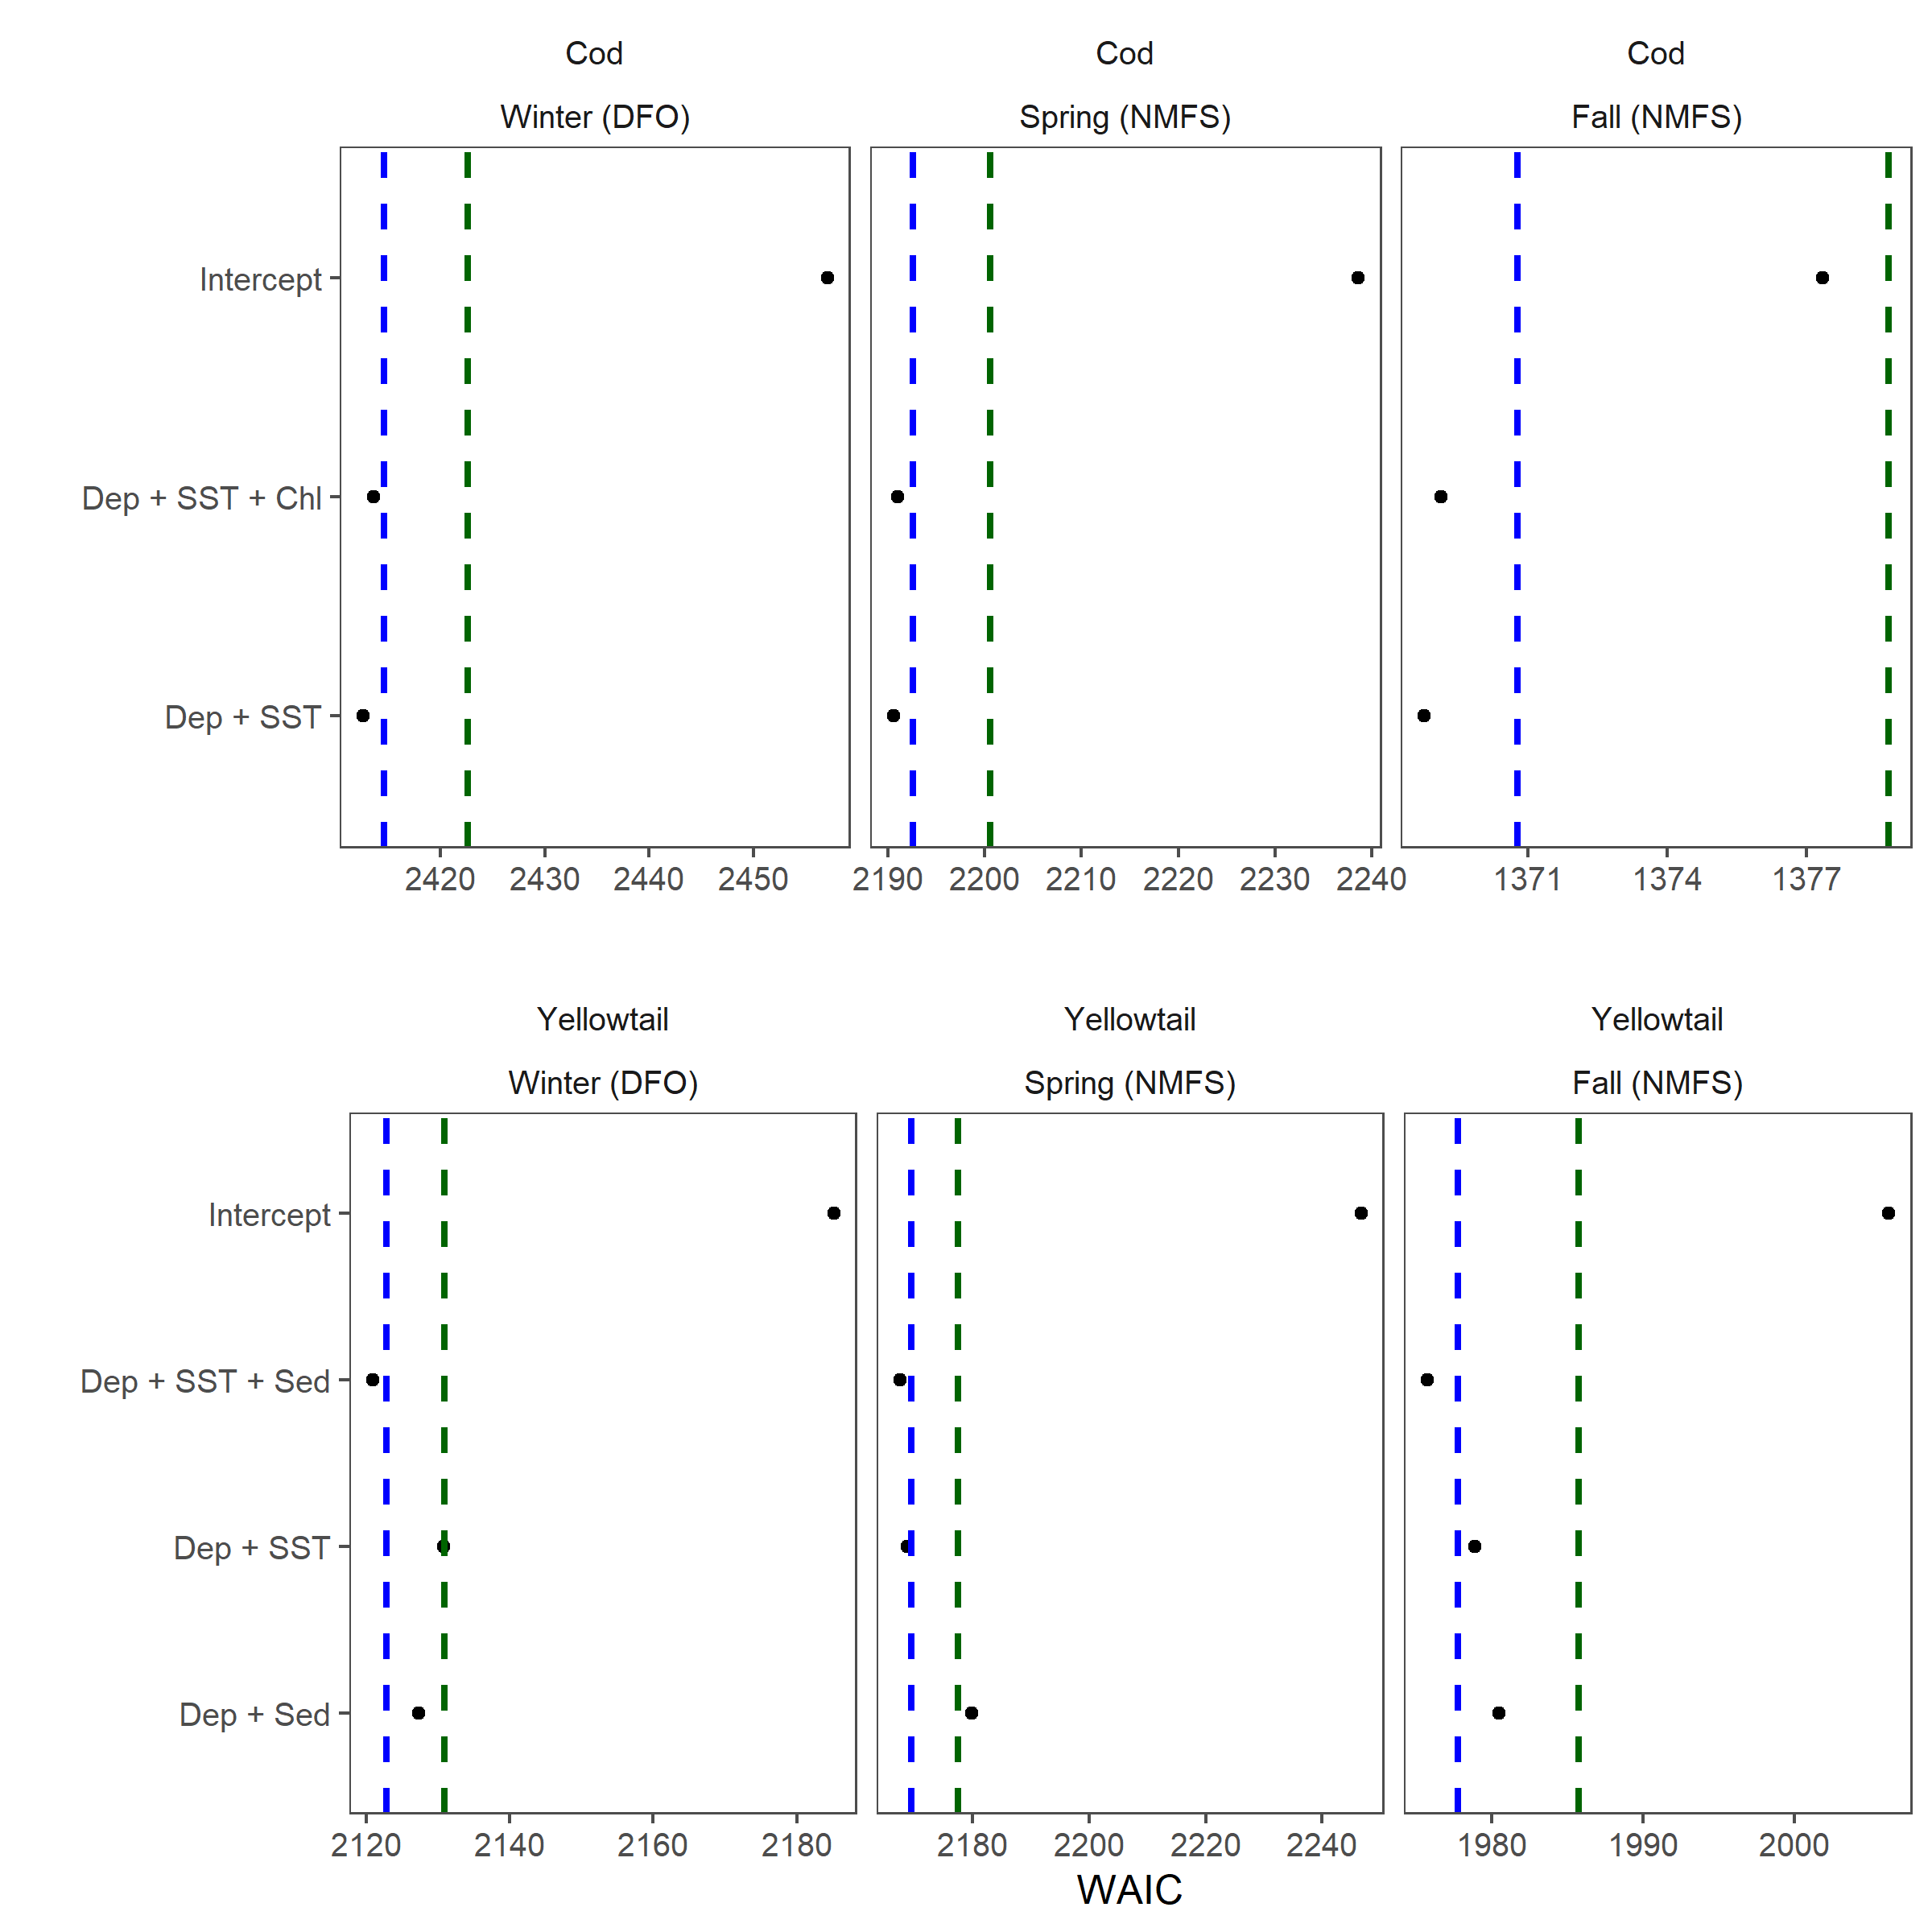 Cod Cod Cod
Winter (DFO) Spring (NMFS) Fall (NMFS)
Intercept
Dep + SST + Chl
Dep + SST
2420 2430 2440 2450 2190 2200 2210 2220 2230 2240 1371 1374 1377
Yellowtail Yellowtail Yellowtail
Winter (DFO) Spring (NMFS) Fall (NMFS)
Intercept
Dep + SST + Sed
Dep + SST
Dep + Sed
2120 2140 2160 2180 2180 2200 2220 2240 1980 1990 2000
WAIC